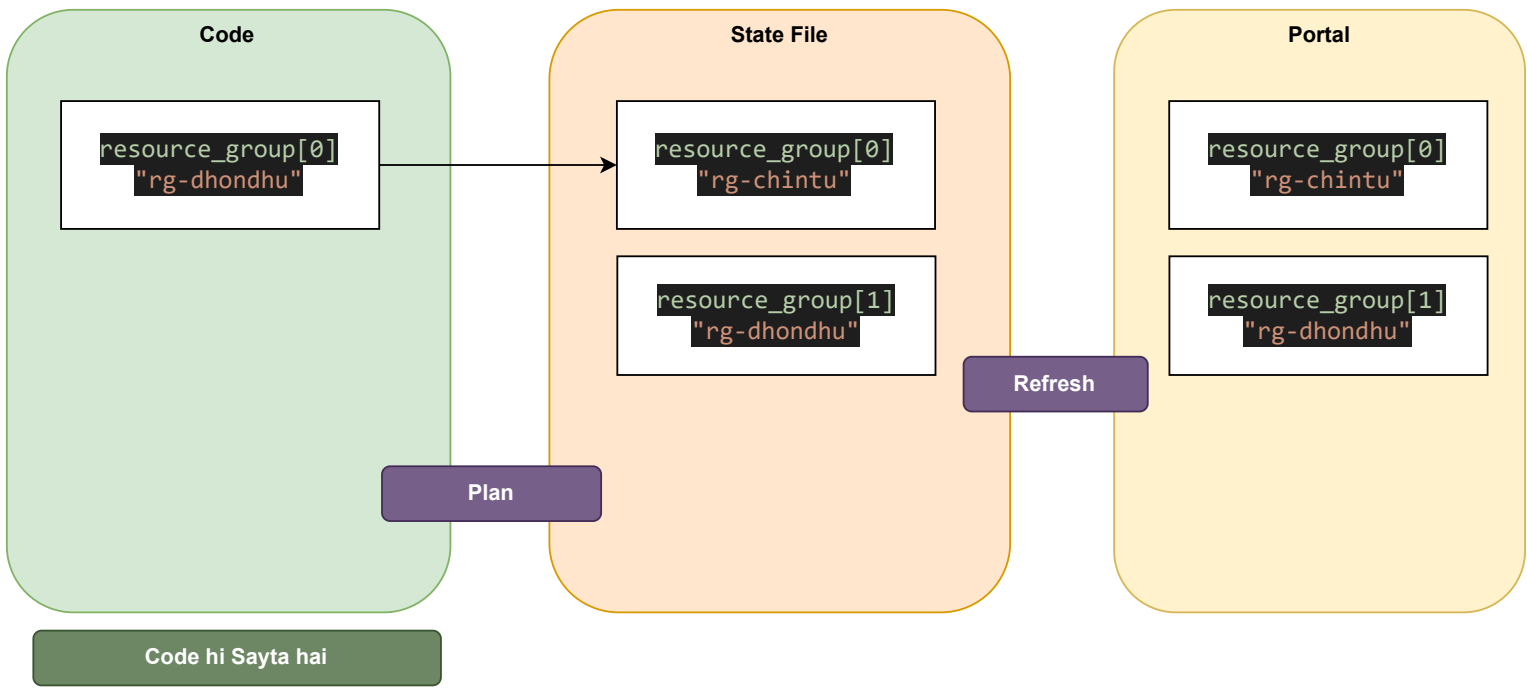 Code
resource_group[0]
"rg-dhondhu"
State File
resource_group[0]
"rg-chintu"
resource_group[1]
"rg-dhondhu"
Portal
resource_group[0]
"rg-chintu"
resource_group[1]
"rg-dhondhu"
Refresh
Plan
Code hi Sayta hai